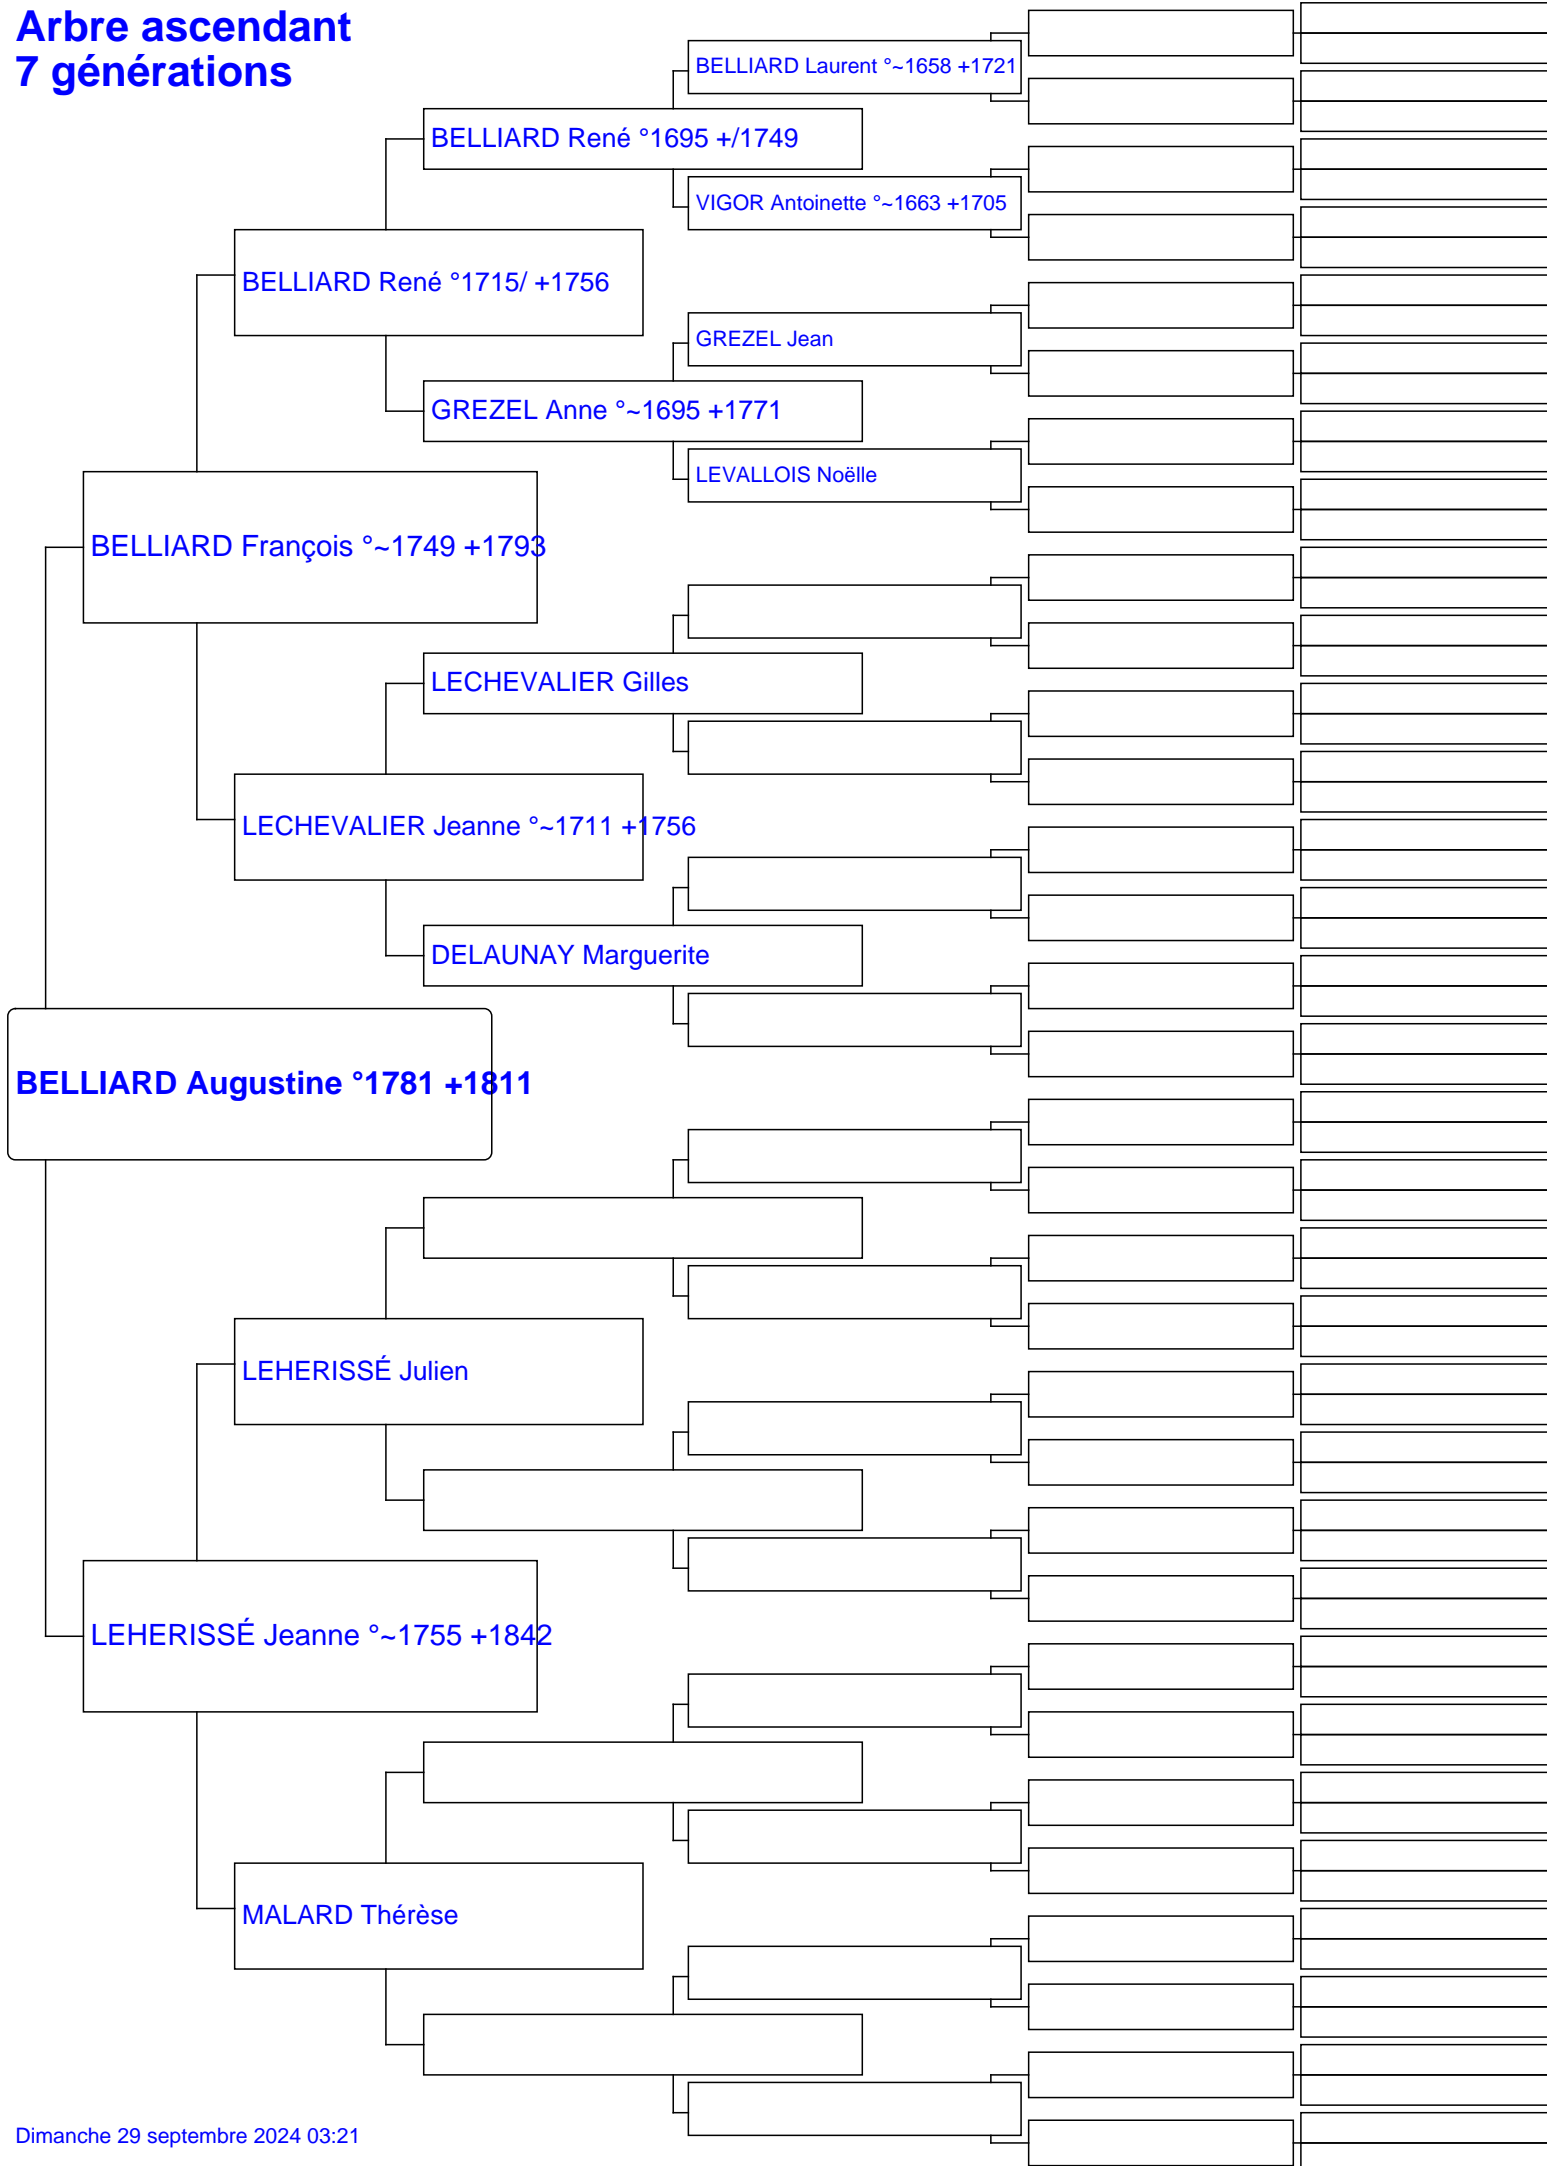 Arbre ascendant
7 générations
BELLIARD Laurent °~1658 +1721
BELLIARD René °1695 +/1749
VIGOR Antoinette °~1663 +1705
BELLIARD René °1715/ +1756
GREZEL Jean
GREZEL Anne °~1695 +1771
LEVALLOIS Noëlle
BELLIARD François °~1749 +1793
LECHEVALIER Gilles
LECHEVALIER Jeanne °~1711 +1756
DELAUNAY Marguerite
BELLIARD Augustine °1781 +1811
LEHERISSÉ Julien
LEHERISSÉ Jeanne °~1755 +1842
MALARD Thérèse
Dimanche 29 septembre 2024 03:21